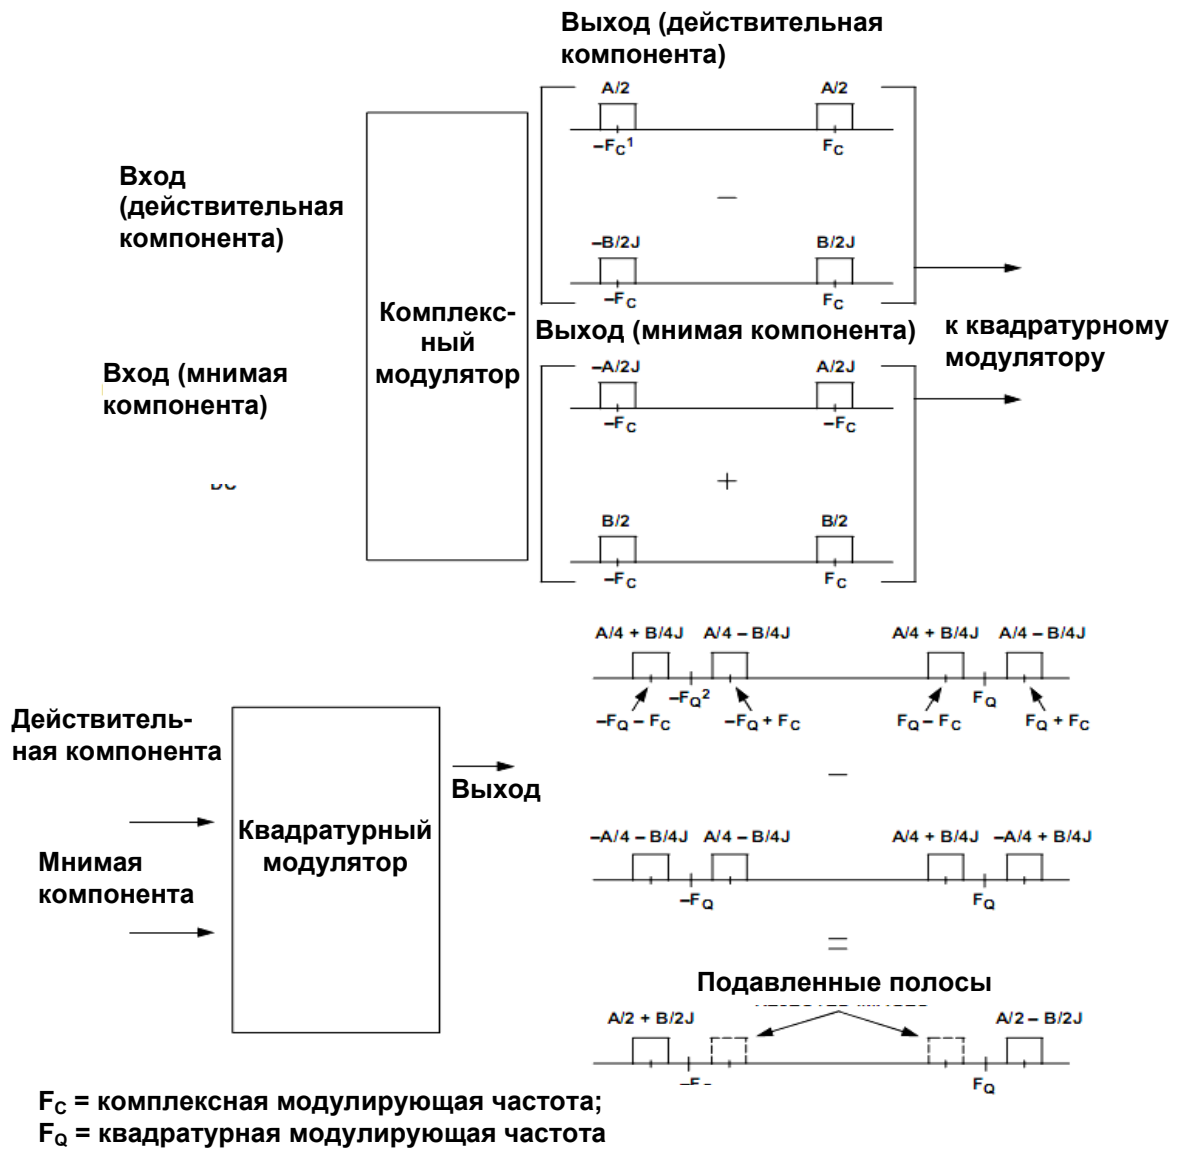 Выход (действительная
компонента)
A/2 A/2
–FC1 FC
Вход
(действительная
компонента)
–
–B/2J B/2J
–FC FC
Комплекс-
ный
модулятор
Выход (мнимая компонента)
к квадратурному
модулятору
Вход (мнимая
компонента)
–A/2J A/2J
–FC –FC
+
B/2 B/2
–FC FC
A/4 + B/4J A/4 – B/4J A/4 + B/4J A/4 – B/4J
–FQ2 FQ
–FQ – FC –FQ + FC FQ – FC FQ + FC
Действитель-
ная компонента
–
Выход
Квадратурный
модулятор
Мнимая
компонента
–A/4 – B/4J A/4 – B/4J A/4 + B/4J –A/4 + B/4J
–FQ FQ
=
Подавленные полосы
A/2 + B/2J A/2 – B/2J
FQ
FC = комплексная модулирующая частота;
FQ = квадратурная модулирующая частота